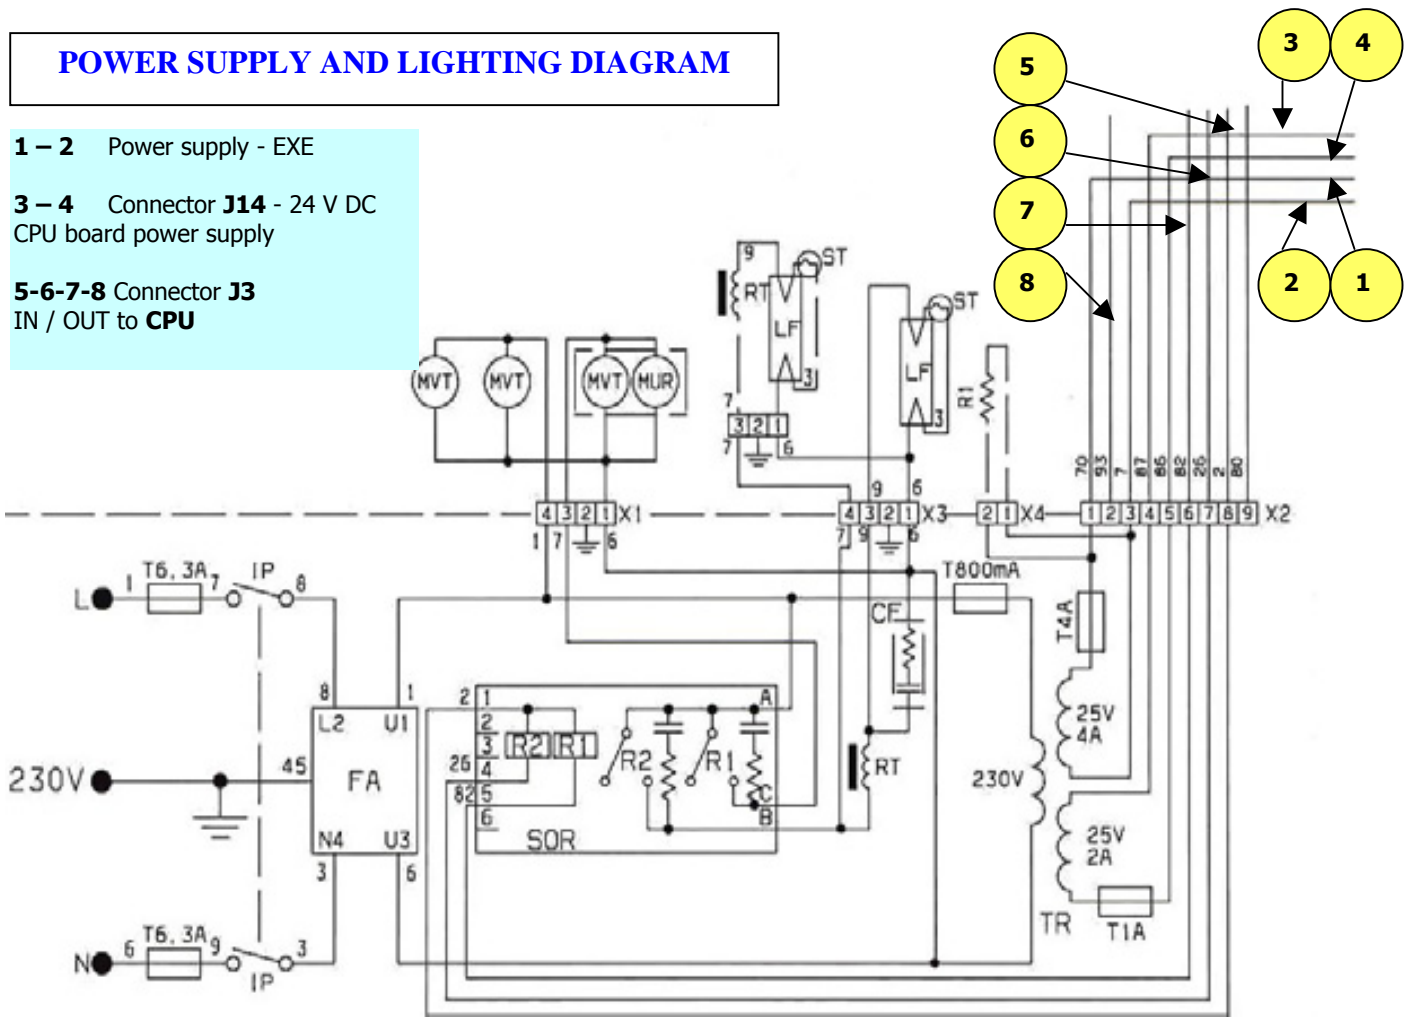 POWER SUPPLY AND LIGHTING DIAGRAM
1 – 2 Power supply - EXE
3 – 4 Connector J14 - 24 V DC
CPU board power supply
5-6-7-8 Connector J3
IN / OUT to CPU
3 4
5
6
7
8
2 1
9 ST
RT
LF
3
ST
LF
3
MVT MVT MVT MUR
R1
7
3 2 1
7 6
70 93 7 87 86 82 26 2 80
9 6
4 3 2 1 X1
4 3 2 1 X3
2 1 X4
1 2 3 4 5 6 7 8 9 X2
1 7 6
7 9 6
L 1 T6,3A 7 IP 8
T800mA
CF
T4A
8 1
L2 U1
2 1 A
2
3
26 4
82 5
6
R2 R1
R2 R1
C
B
SOR
RT
25V
4A
230V
230V 45 FA
N4 U3
3 6
25V
2A
TR T1A
N 6 T6,3A 9 3
IP